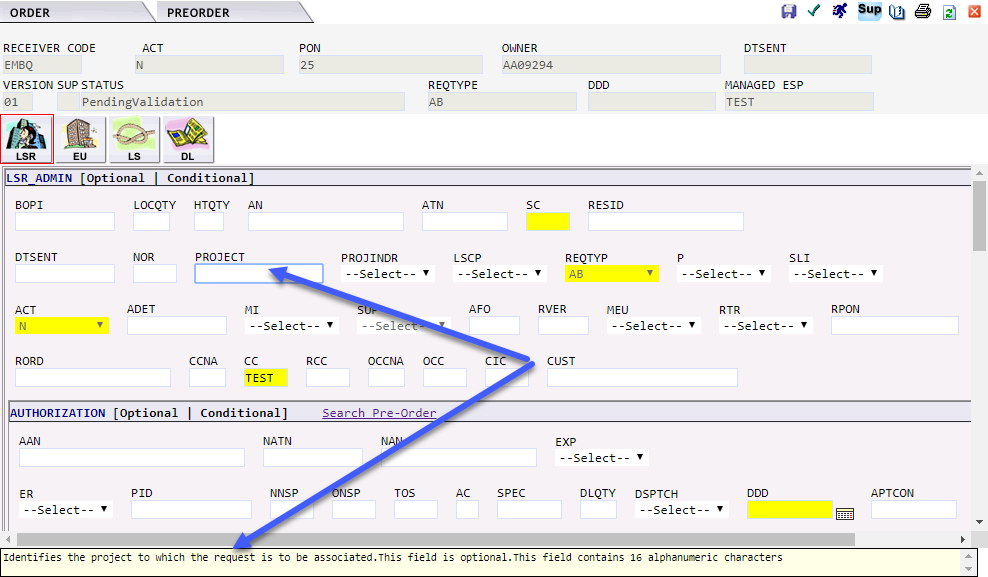 ORDER PREORDER Sup
RECEIVER CODE ACT PON OWNER DTSENT
EMBQ N 25 AA09294
VERSION SUP STATUS REQTYPE DDD MANAGED ESP
01 PendingValidation AB TEST
LSR EU LS DL
LSR_ADMIN [Optional | Conditional]
BOPI LOCQTY HTQTY AN ATN SC RESID
DTSENT NOR PROJECT PROJINDR LSCP REQTYP P SLI
--Select-- --Select-- AB --Select-- --Select--
ACT ADET MI SUP AFO RVER MEU RTR RPON
N --Select-- --Select-- --Select-- --Select--
RORD CCNA CC RCC OCCNA OCC CIC CUST
TEST
AUTHORIZATION [Optional | Conditional] Search Pre-Order
AAN NATN NAN EXP
--Select--
ER PID NNSP ONSP TOS AC SPEC DLQTY DSPTCH DDD APTCON
--Select-- --Select--
Identifies the project to which the request is to be associated.This field is optional.This field contains 16 alphanumeric characters